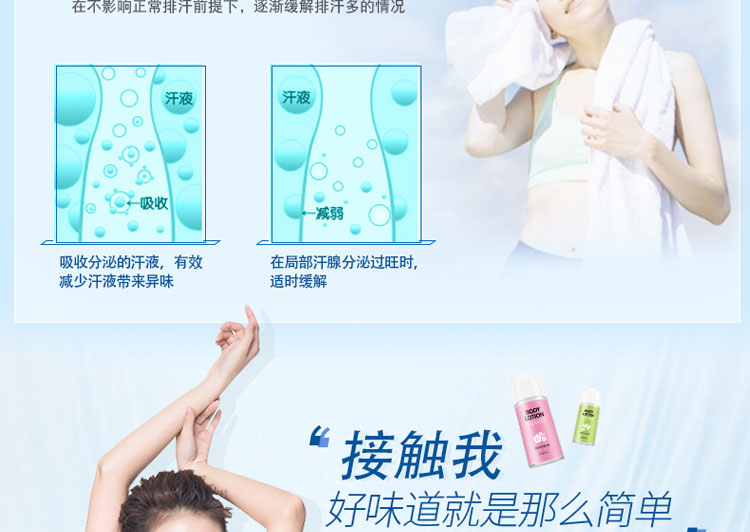 在不影响正常排汗前提下，逐渐缓解排汗多的情况
汗液
汗液
←吸收
←减弱
吸收分泌的汗液，有效
减少汗液带来异味
在局部汗腺分泌过旺时，
适时缓解
BODY
LOTION
“接触我
好味道就是那么简单”